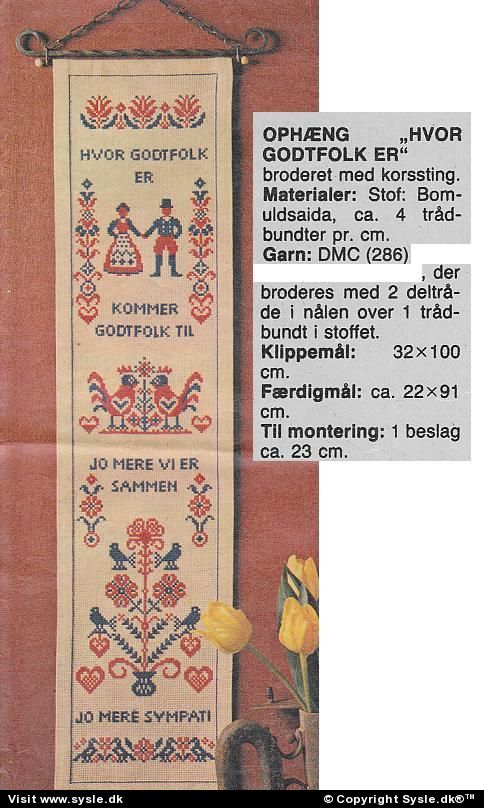 HVOR GODTFOLK
ER
KOMMER
GODTFOLK TIL
JO MERE VI ER
SAMMEN
JO MERE SYMPATI
OPHÆNG „HVOR
GODTFOLK ER“
broderet med korssting.
Materialer: Stof: Bom-
uldsaida, ca. 4 tråd-
bundter pr. cm.
Garn: DMC (286)
, der
broderes med 2 deltrå-
de i nålen over 1 tråd-
bundt i stoffet.
Klippemål: 32×100
cm.
Færdigmål: ca. 22×91
cm.
Til montering: 1 beslag
ca. 23 cm.
Visit www.sysle.dk
© Copyright Sysle.dk®™